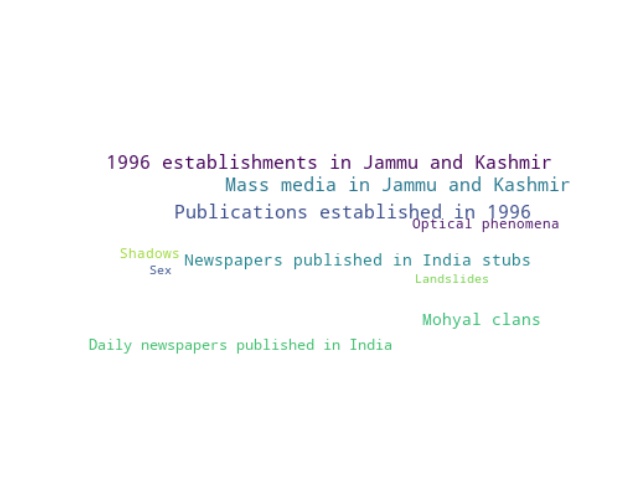 1996 establishments in Jammu and Kashmir
Mass media in Jammu and Kashmir
Publications established in 1996
Optical phenomena
Shadows
Newspapers published in India stubs
Sex
Landslides
Mohyal clans
Daily newspapers published in India